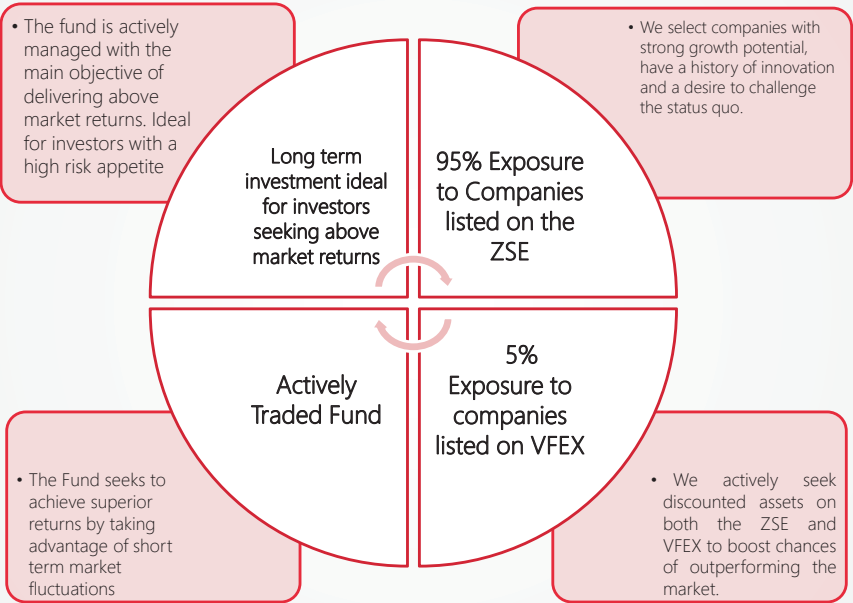 • The fund is actively
managed with the
main objective of
delivering above
market returns. Ideal
for investors with a
high risk appetite
• We select companies with
strong growth potential,
have a history of innovation
and a desire to challenge
the status quo.
Long term
investment ideal
for investors
seeking above
market returns
95% Exposure
to Companies
listed on the
ZSE
Actively
Traded Fund
5%
Exposure to
companies
listed on VFEX
• The Fund seeks to
achieve superior
returns by taking
advantage of short
term market
fluctuations
• We actively seek
discounted assets on
both the ZSE and
VFEX to boost chances
of outperforming the
market.